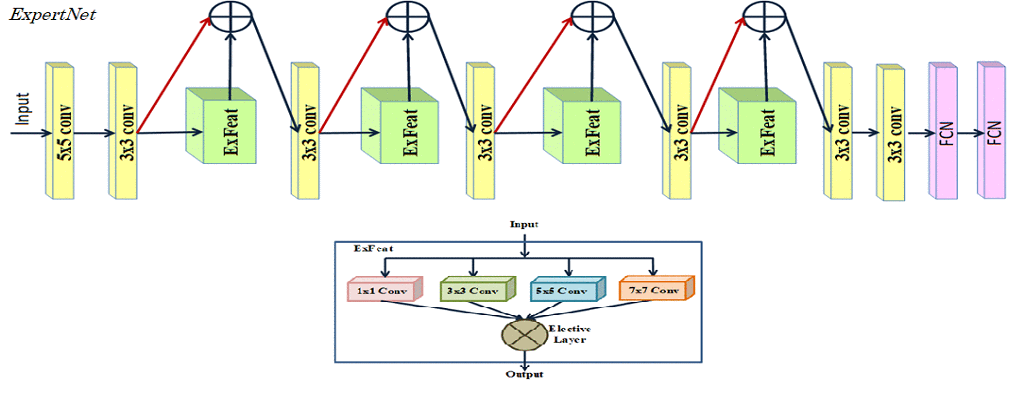 ExpertNet
Input
5x5 conv
3x3 conv
ExFeat
3x3 conv
ExFeat
3x3 conv
ExFeat
3x3 conv
ExFeat
3x3 conv
3x3 conv
FCN
FCN
Input
ExFeat
1x1 Conv
3x3 Conv
5x5 Conv
7x7 Conv
Elective
Layer
Output